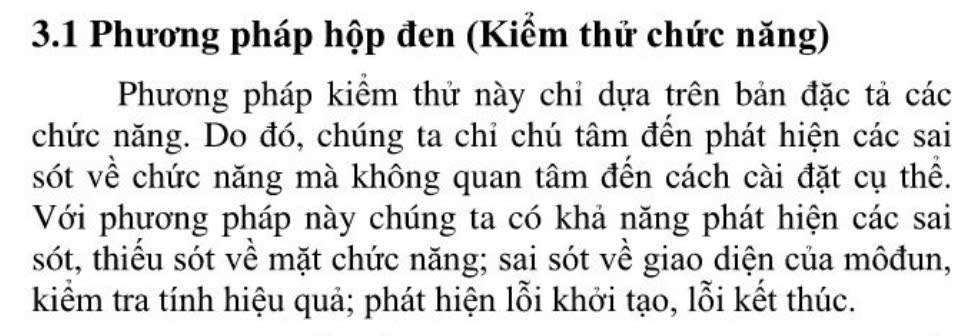 3.1 Phương pháp hộp đen (Kiểm thử chức năng)
Phương pháp kiểm thử này chỉ dựa trên bản đặc tả các
chức năng. Do đó, chúng ta chỉ chú tâm đến phát hiện các sai
sót về chức năng mà không quan tâm đến cách cài đặt cụ thể.
Với phương pháp này chúng ta có khả năng phát hiện các sai
sót, thiếu sót về mặt chức năng; sai sót về giao diện của môđun,
kiểm tra tính hiệu quả; phát hiện lỗi khởi tạo, lỗi kết thúc.